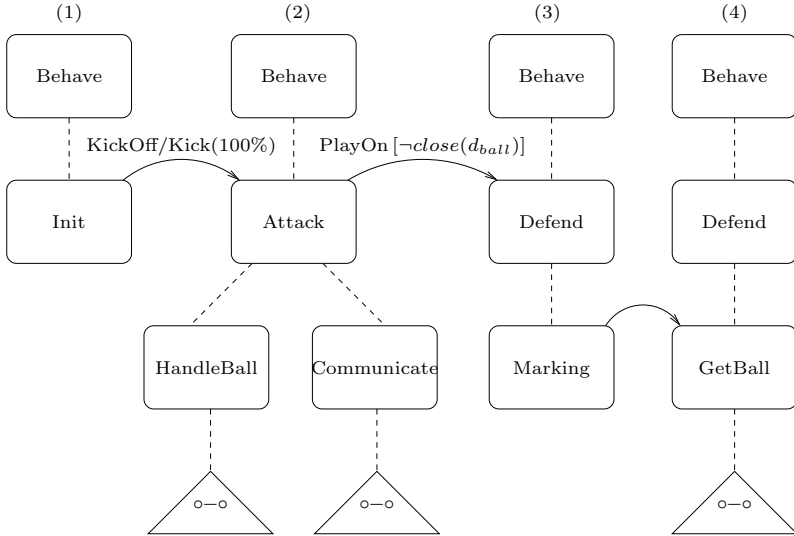 (1) (2) (3) (4)
Behave Behave Behave Behave
KickOff/Kick(100%) PlayOn [¬close(d_ball)]
Init Attack Defend Defend
HandleBall Communicate Marking GetBall